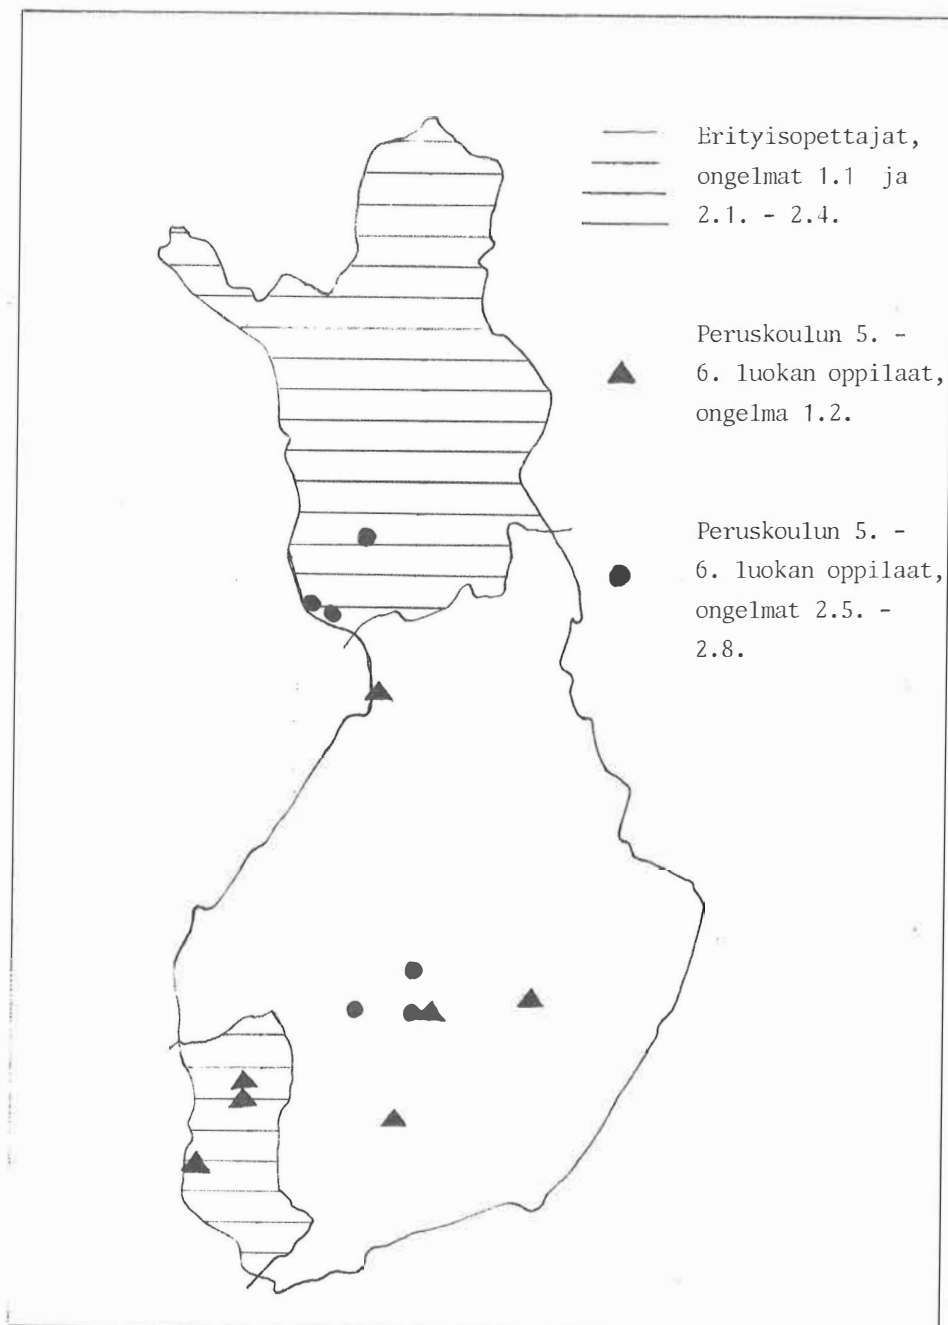 Erityisopettajat,
ongelmat 1.1 ja
2.1. - 2.4.
Peruskoulun 5. -
6. luokan oppilaat,
ongelma 1.2.
Peruskoulun 5. -
6. luokan oppilaat,
ongelmat 2.5. -
2.8.